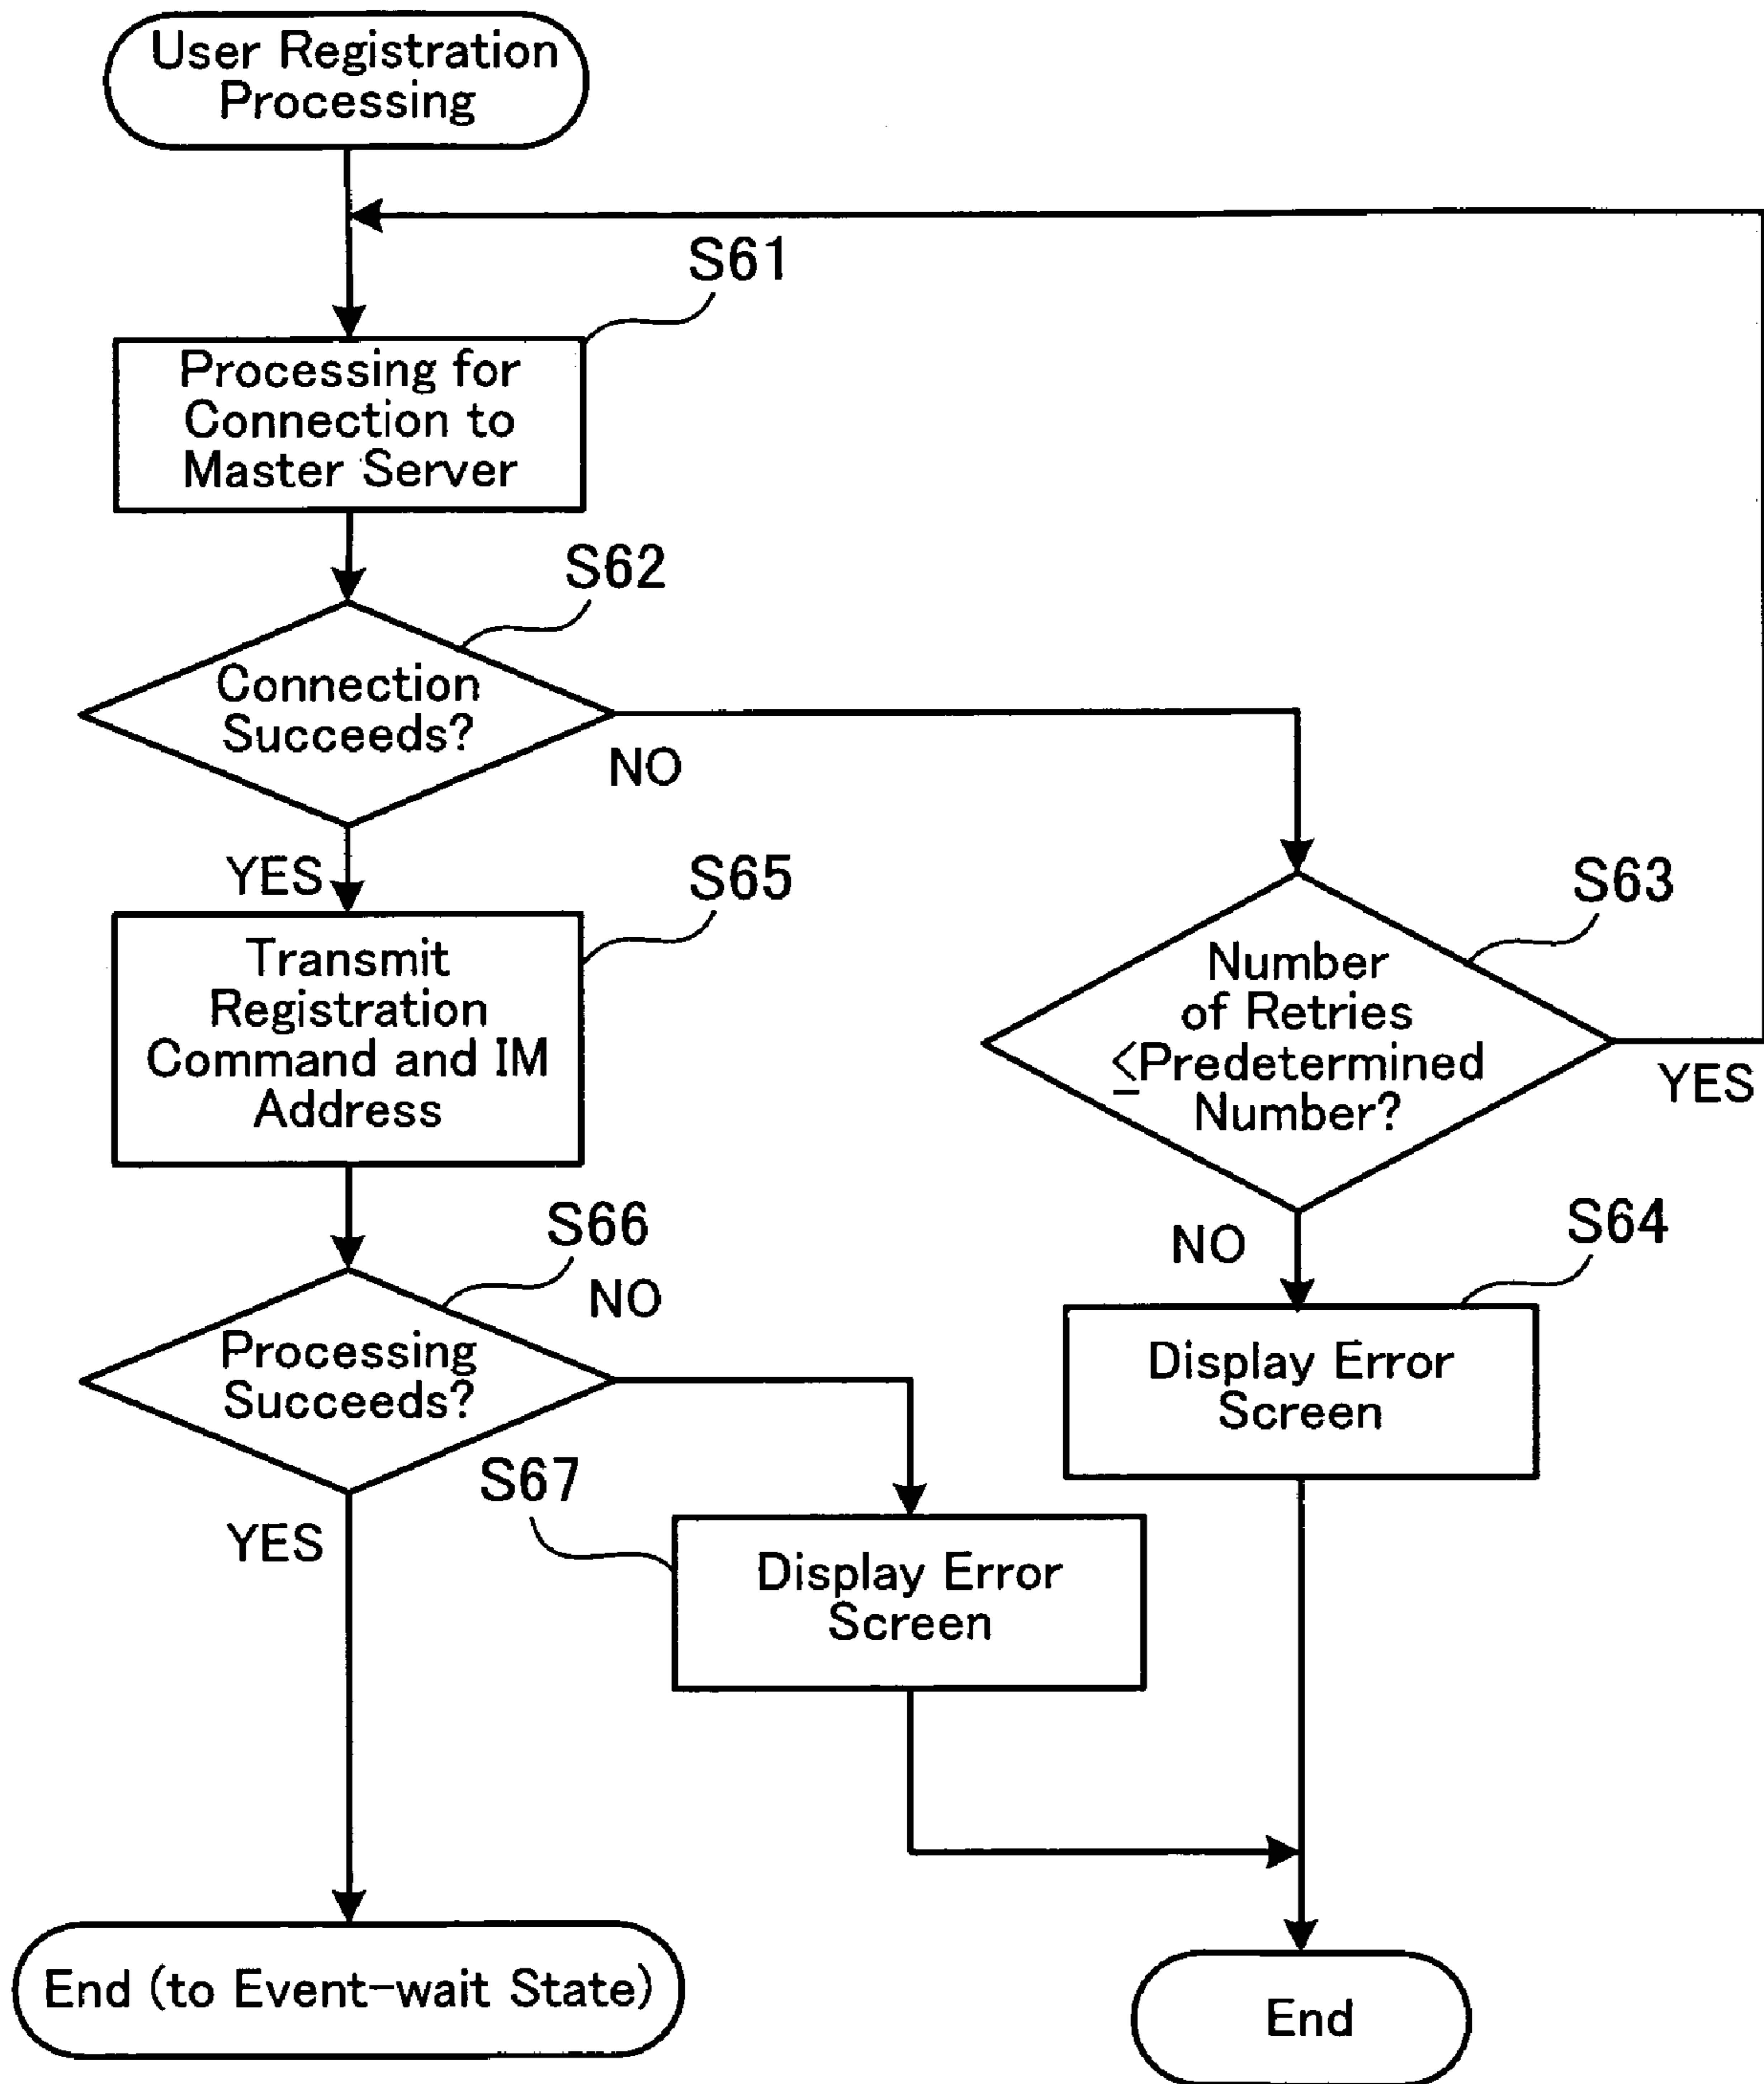 User Registration
Processing
S61
Processing for
Connection to
Master Server
S62
Connection
Succeeds?
NO
YES
S65
Transmit
Registration
Command and IM
Address
S63
Number
of Retries
≤Predetermined
Number?
YES
NO
S64
Display Error
Screen
S66
NO
Processing
Succeeds?
YES
S67
Display Error
Screen
End (to Event-wait State)
End